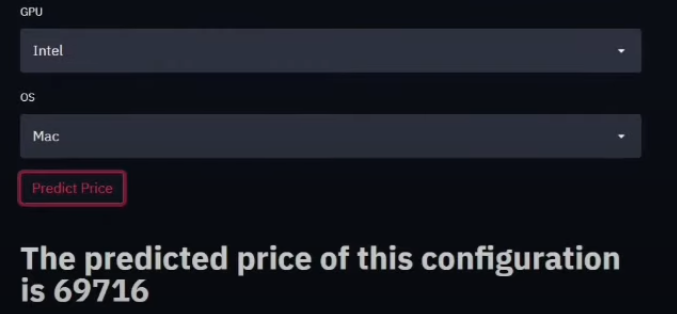 GPU
Intel
OS
Mac
Predict Price
The predicted price of this configuration
is 69716